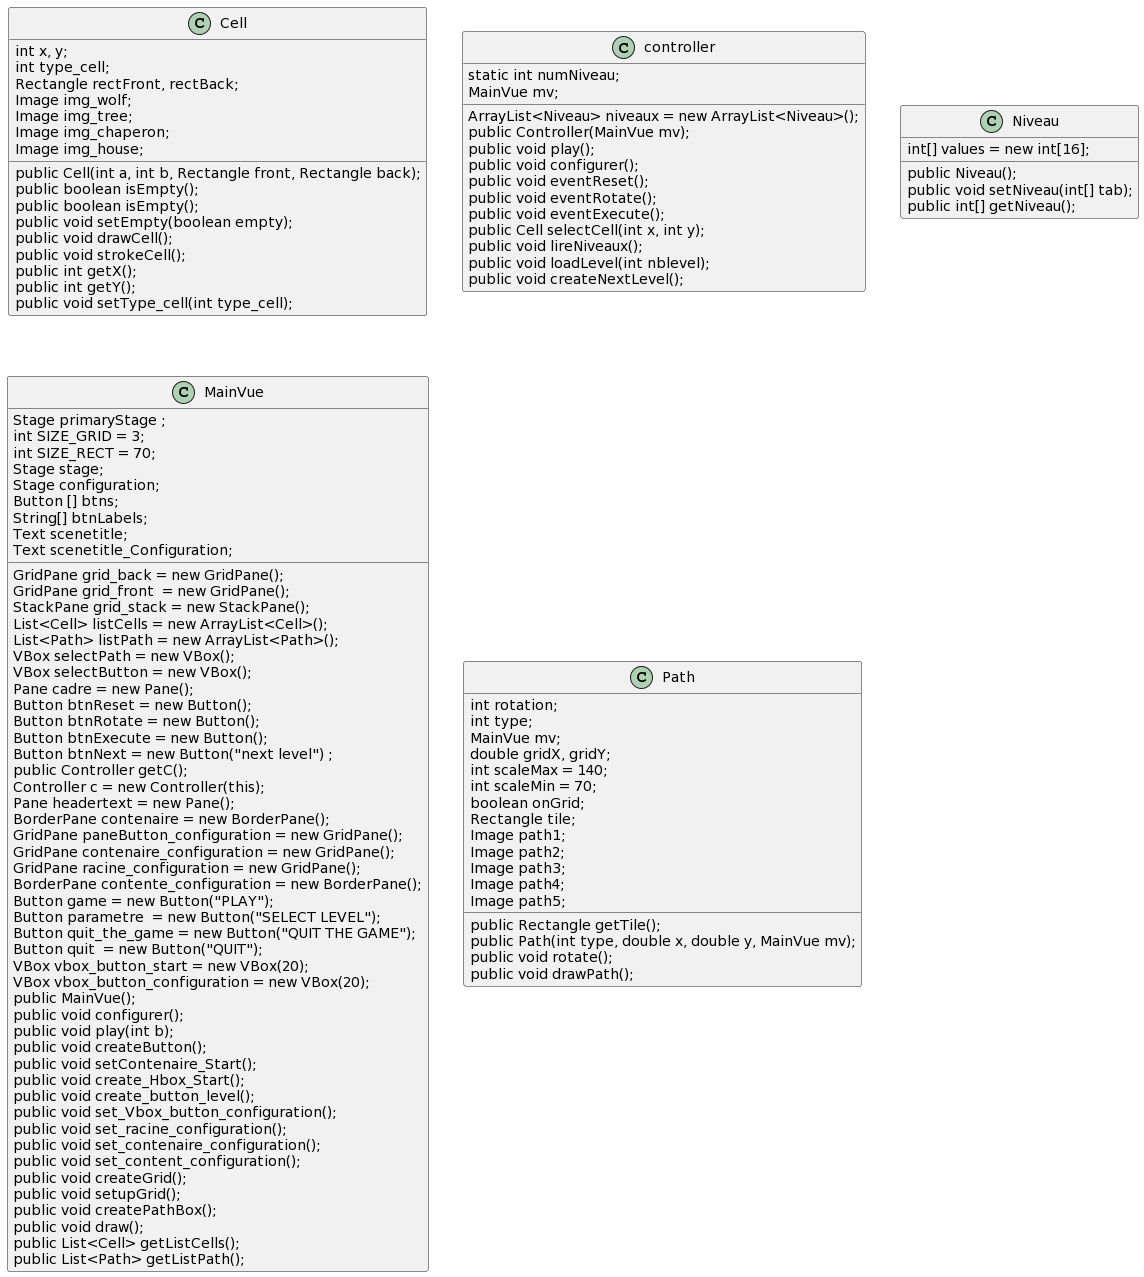 C Cell
int x, y;
int type_cell;
Rectangle rectFront, rectBack;
Image img_wolf;
Image img_tree;
Image img_chaperon;
Image img_house;
public Cell(int a, int b, Rectangle front, Rectangle back);
public boolean isEmpty();
public boolean isEmpty();
public void setEmpty(boolean empty);
public void drawCell();
public void strokeCell();
public int getX();
public int getY();
public void setType_cell(int type_cell);
C controller
static int numNiveau;
MainVue mv;
ArrayList<Niveau> niveaux = new ArrayList<Niveau>();
public Controller(MainVue mv);
public void play();
public void configurer();
public void eventReset();
public void eventRotate();
public void eventExecute();
public Cell selectCell(int x, int y);
public void lireNiveaux();
public void loadLevel(int nblevel);
public void createNextLevel();
C Niveau
int[] values = new int[16];
public Niveau();
public void setNiveau(int[] tab);
public int[] getNiveau();
C MainVue
Stage primaryStage ;
int SIZE_GRID = 3;
int SIZE_RECT = 70;
Stage stage;
Stage configuration;
Button [] btns;
String[] btnLabels;
Text scenetitle;
Text scenetitle_Configuration;
GridPane grid_back = new GridPane();
GridPane grid_front  = new GridPane();
StackPane grid_stack = new StackPane();
List<Cell> listCells = new ArrayList<Cell>();
List<Path> listPath = new ArrayList<Path>();
VBox selectPath = new VBox();
VBox selectButton = new VBox();
Pane cadre = new Pane();
Button btnReset = new Button();
Button btnRotate = new Button();
Button btnExecute = new Button();
Button btnNext = new Button("next level") ;
public Controller getC();
Controller c = new Controller(this);
Pane headertext = new Pane();
BorderPane contenaire = new BorderPane();
GridPane paneButton_configuration = new GridPane();
GridPane contenaire_configuration = new GridPane();
GridPane racine_configuration = new GridPane();
BorderPane contente_configuration = new BorderPane();
Button game = new Button("PLAY");
Button parametre  = new Button("SELECT LEVEL");
Button quit_the_game = new Button("QUIT THE GAME");
Button quit  = new Button("QUIT");
VBox vbox_button_start = new VBox(20);
VBox vbox_button_configuration = new VBox(20);
public MainVue();
public void configurer();
public void play(int b);
public void createButton();
public void setContenaire_Start();
public void create_Hbox_Start();
public void create_button_level();
public void set_Vbox_button_configuration();
public void set_racine_configuration();
public void set_contenaire_configuration();
public void set_content_configuration();
public void createGrid();
public void setupGrid();
public void createPathBox();
public void draw();
public List<Cell> getListCells();
public List<Path> getListPath();
C Path
int rotation;
int type;
MainVue mv;
double gridX, gridY;
int scaleMax = 140;
int scaleMin = 70;
boolean onGrid;
Rectangle tile;
Image path1;
Image path2;
Image path3;
Image path4;
Image path5;
public Rectangle getTile();
public Path(int type, double x, double y, MainVue mv);
public void rotate();
public void drawPath();